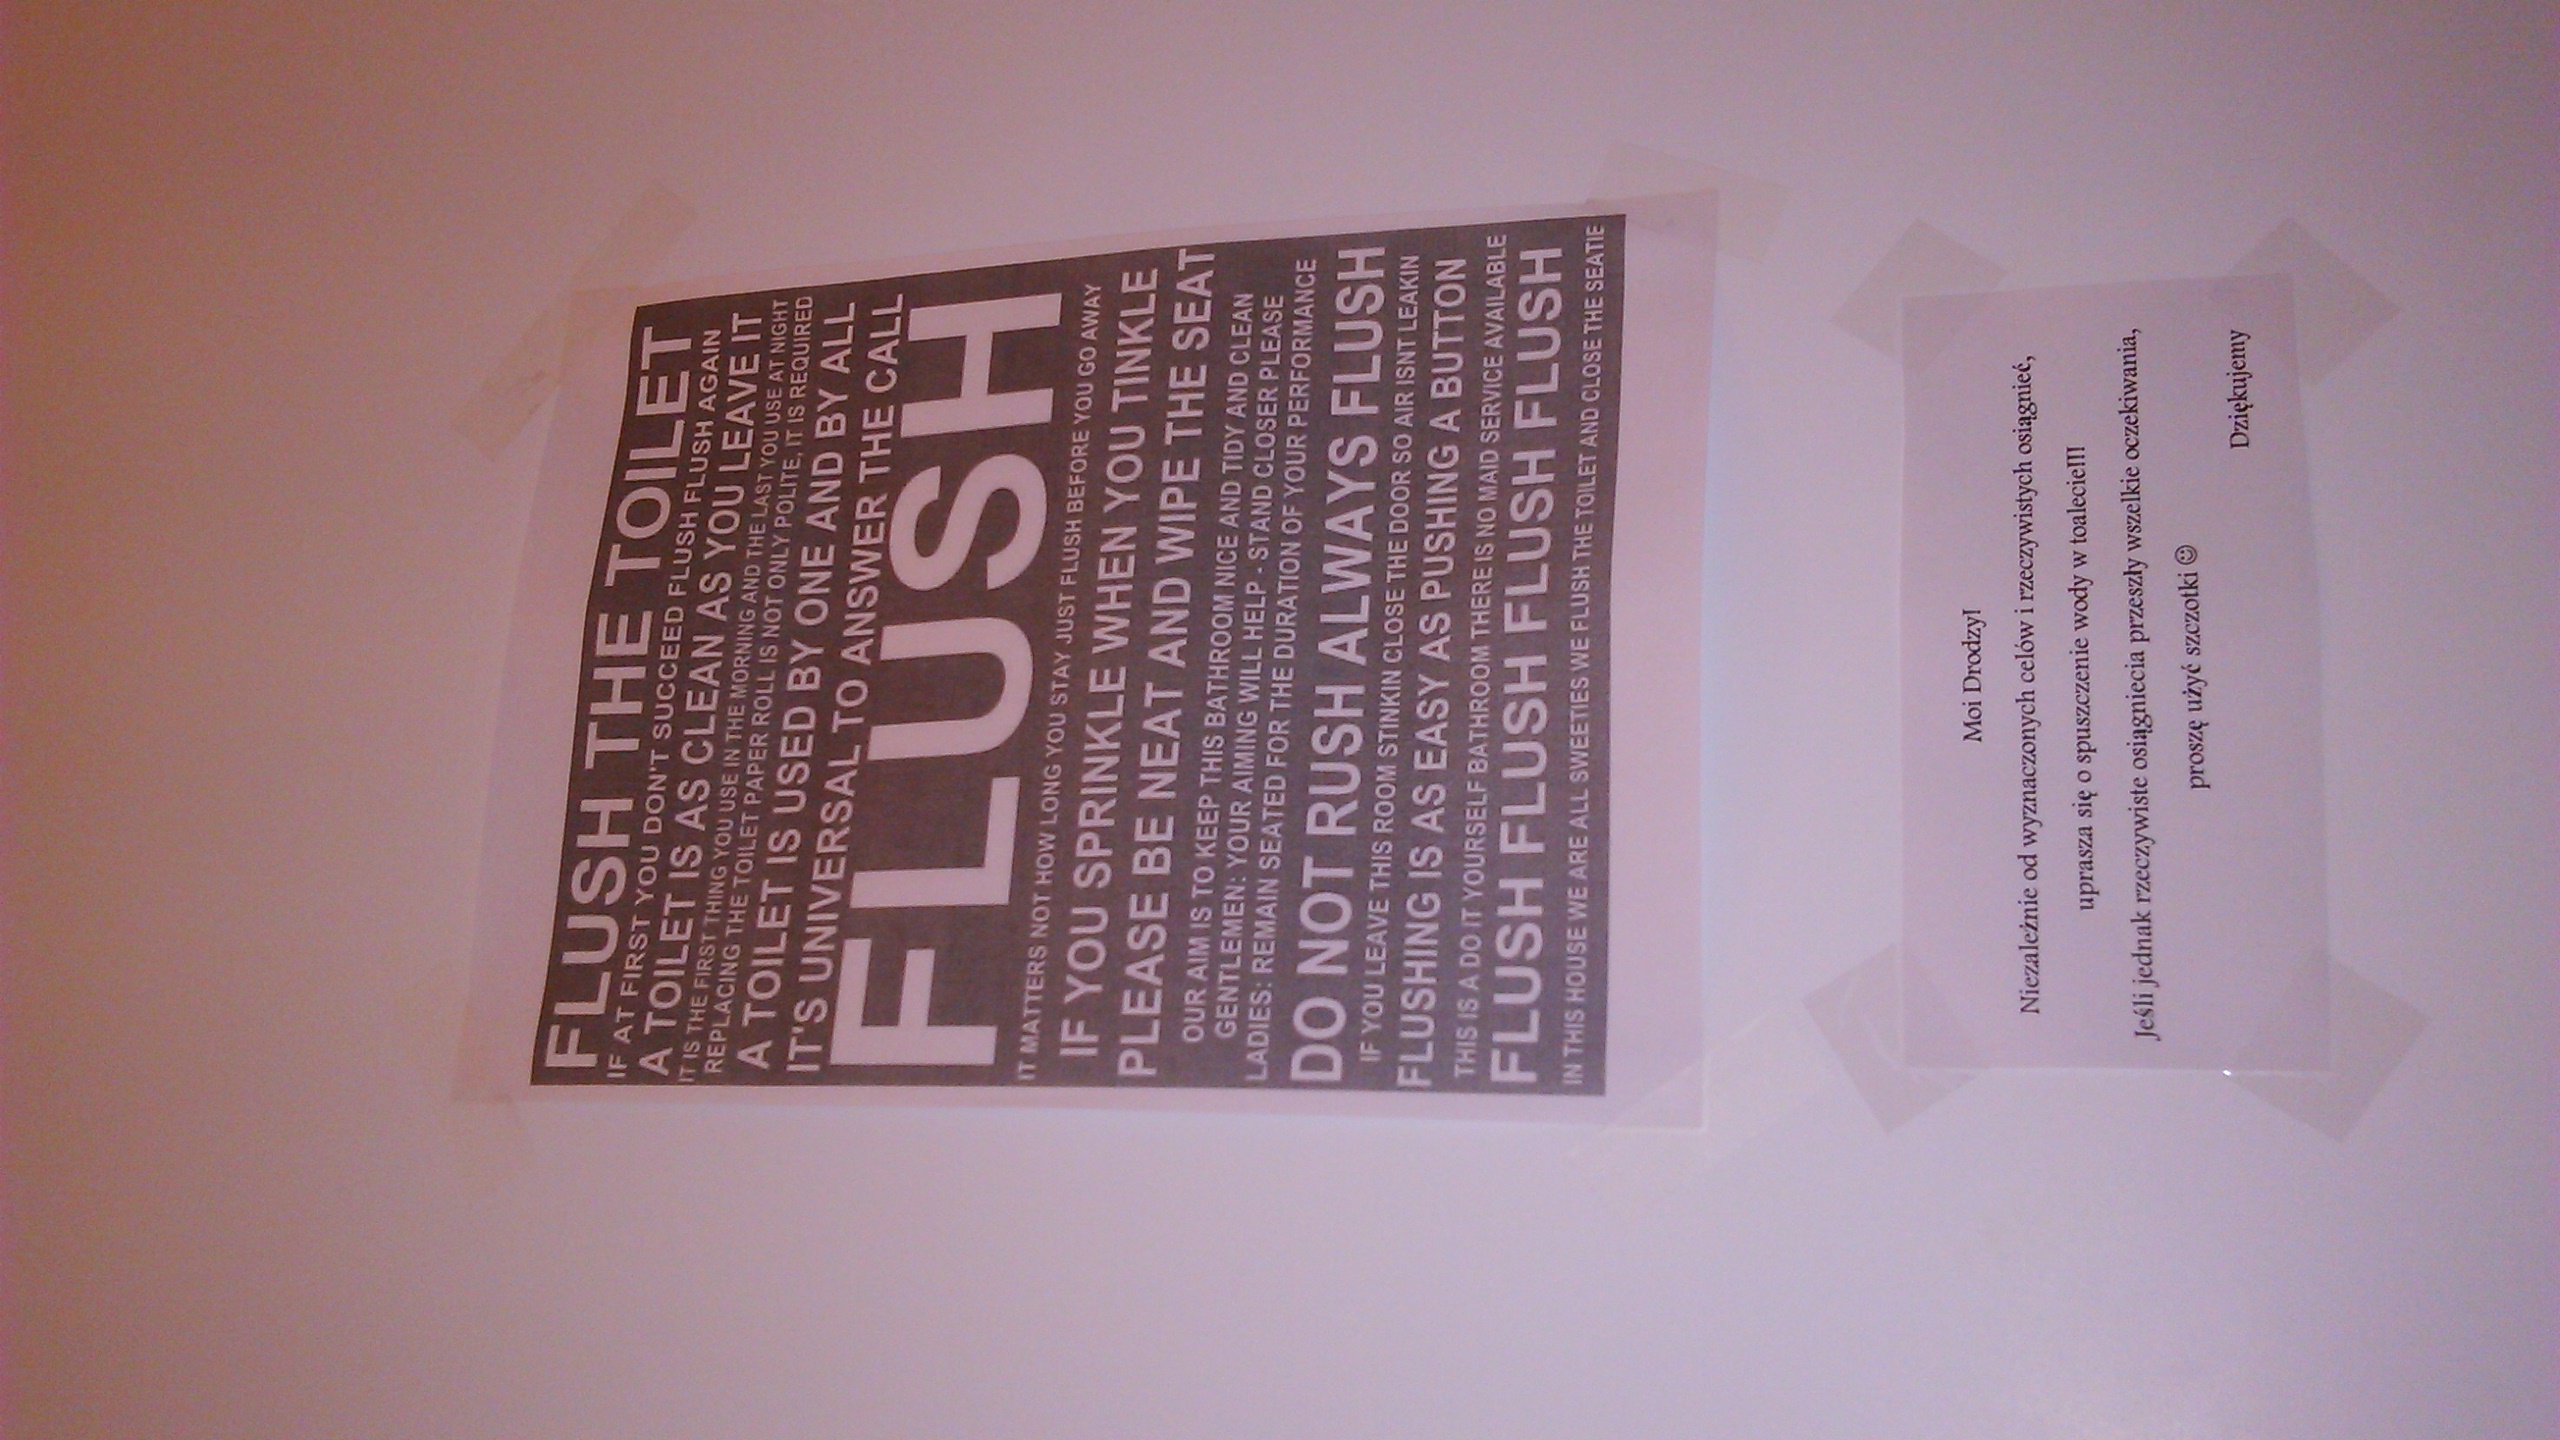 FLUSH THE TOILET
IF AT FIRST YOU DON'T SUCCEED FLUSH FLUSH AGAIN
A TOILET IS AS CLEAN AS YOU LEAVE IT
IT IS THE FIRST THING YOU USE IN THE MORNING AND THE LAST YOU USE AT NIGHT
REPLACING THE TOILET PAPER ROLL IS NOT ONLY POLITE, IT IS REQUIRED
A TOILET IS USED BY ONE AND BY ALL
IT'S UNIVERSAL TO ANSWER THE CALL
FLUSH
IT MATTERS NOT HOW LONG YOU STAY JUST FLUSH BEFORE YOU GO AWAY
IF YOU SPRINKLE WHEN YOU TINKLE
PLEASE BE NEAT AND WIPE THE SEAT
OUR AIM IS TO KEEP THIS BATHROOM NICE AND TIDY AND CLEAN
GENTLEMEN: YOUR AIMING WILL HELP - STAND CLOSER PLEASE
LADIES: REMAIN SEATED FOR THE DURATION OF YOUR PERFORMANCE
DO NOT RUSH ALWAYS FLUSH
IF YOU LEAVE THIS ROOM STINKIN CLOSE THE DOOR SO AIR ISNT LEAKIN
FLUSHING IS AS EASY AS PUSHING A BUTTON
THIS IS A DO IT YOURSELF BATHROOM THERE IS NO MAID SERVICE AVAILABLE
FLUSH FLUSH FLUSH FLUSH
IN THIS HOUSE WE ARE ALL SWEETIES WE FLUSH THE TOILET AND CLOSE THE SEATIE
Moi Drodzy!
Niezależnie od wyznaczonych celów i rzeczywistych osiągnieć,
uprasza się o spuszczenie wody w toalecie!!!
Jeśli jednak rzeczywiste osiągniecia przeszły wszelkie oczekiwania,
proszę użyć szczotki ☺
Dziękujemy